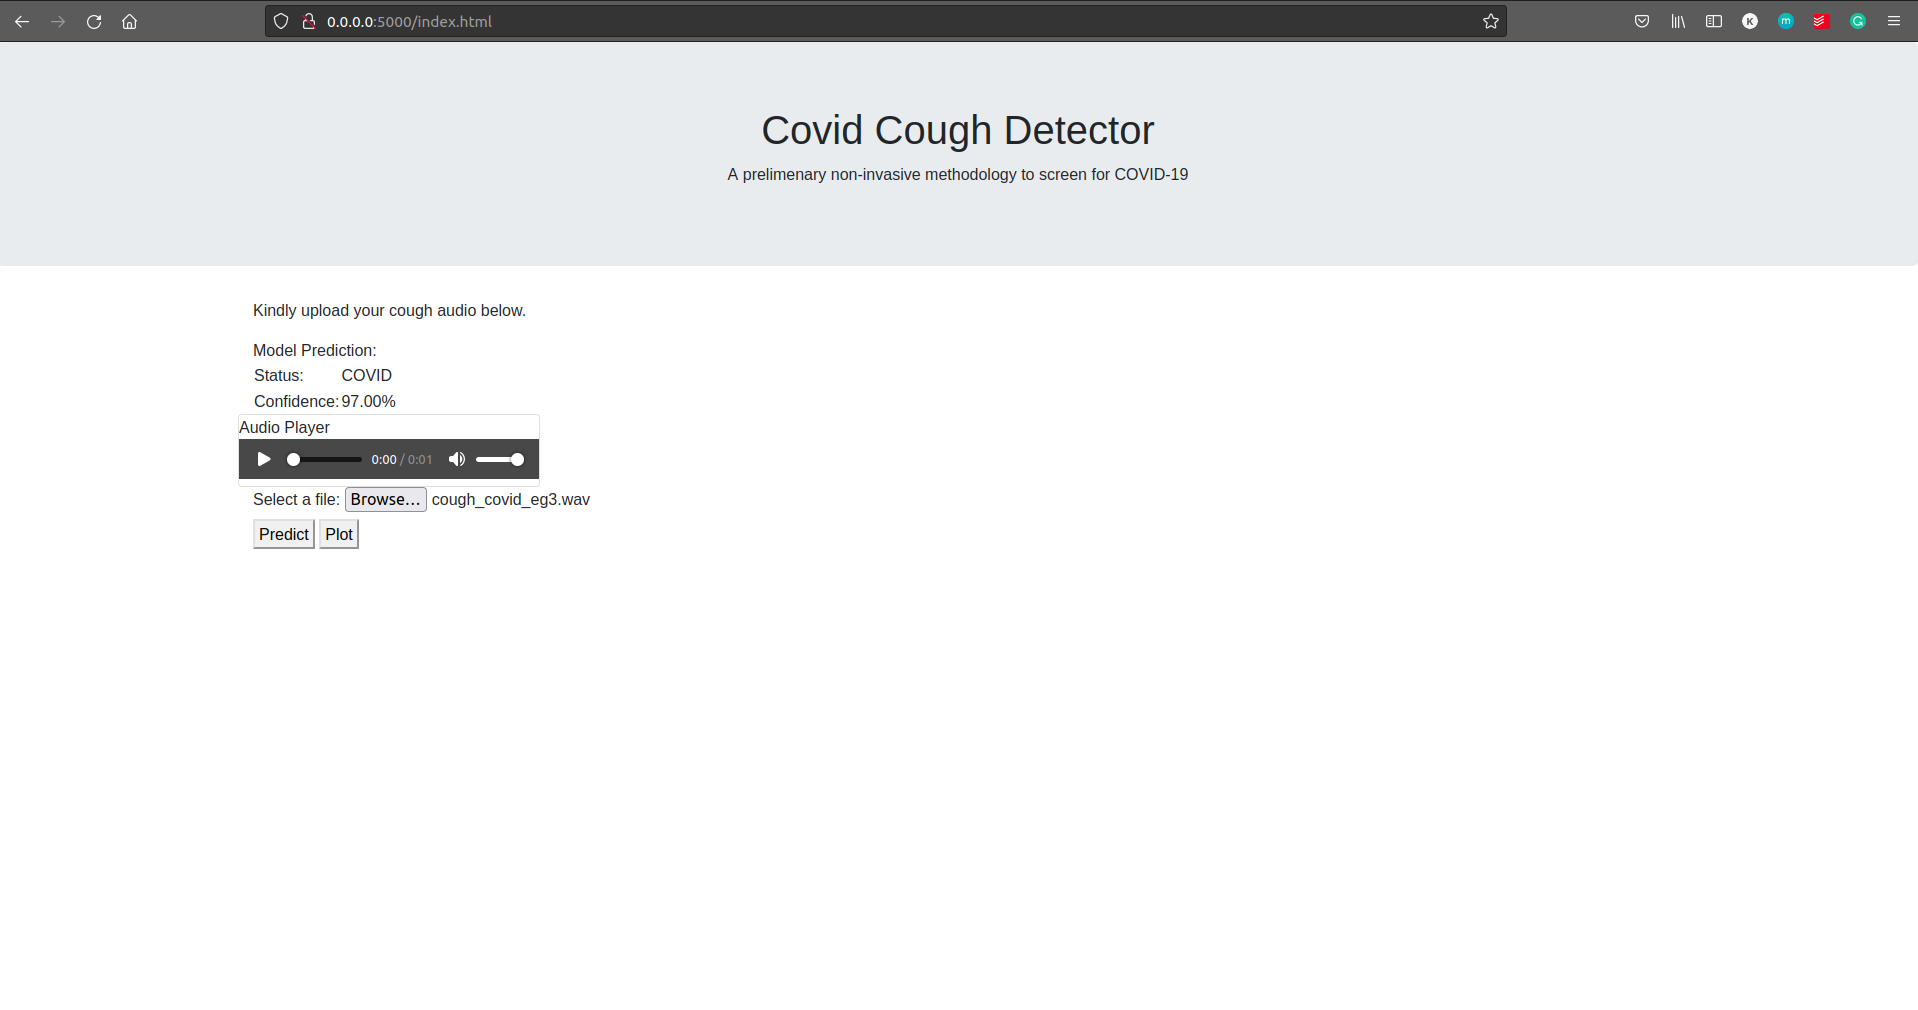 0.0.0.0:5000/index.html
K
m
G
Covid Cough Detector
A prelimenary non-invasive methodology to screen for COVID-19
Kindly upload your cough audio below.
Model Prediction:
Status: COVID
Confidence: 97.00%
Audio Player
0:00 / 0:01
Select a file: Browse... cough_covid_eg3.wav
Predict Plot